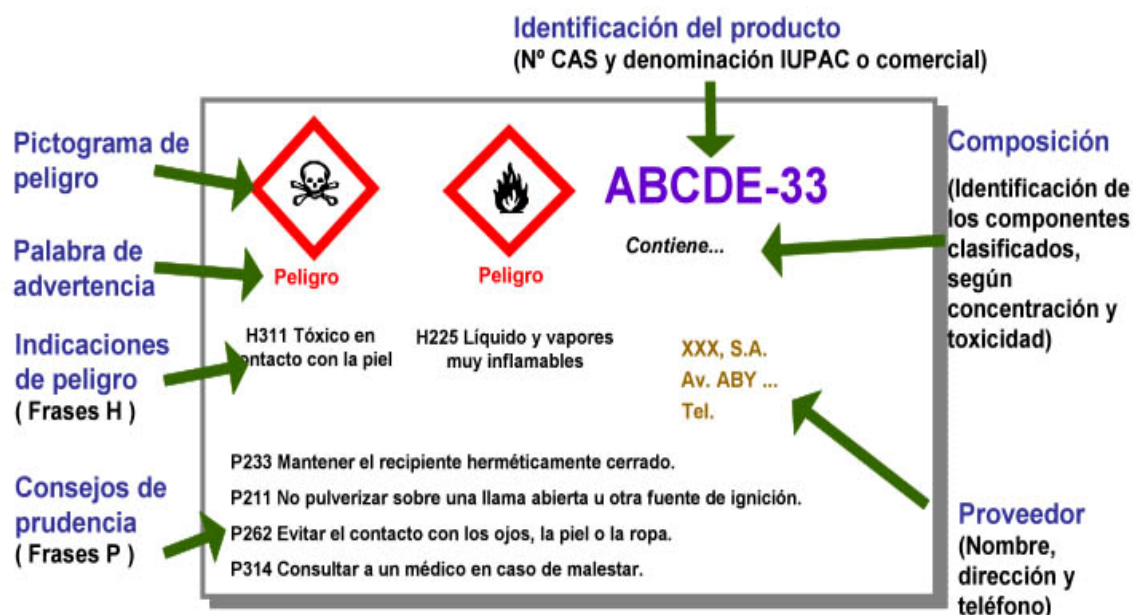 Identificación del producto
(Nº CAS y denominación IUPAC o comercial)
Pictograma de
peligro
Palabra de
advertencia
Indicaciones
de peligro
( Frases H )
Consejos de
prudencia
( Frases P )
Peligro
Peligro
H311 Tóxico en
contacto con la piel
H225 Líquido y vapores
muy inflamables
ABCDE-33
Contiene...
XXX, S.A.
Av. ABY ...
Tel.
P233 Mantener el recipiente herméticamente cerrado.
P211 No pulverizar sobre una llama abierta u otra fuente de ignición.
P262 Evitar el contacto con los ojos, la piel o la ropa.
P314 Consultar a un médico en caso de malestar.
Composición
(Identificación de
los componentes
clasificados,
según
concentración y
toxicidad)
Proveedor
(Nombre,
dirección y
teléfono)